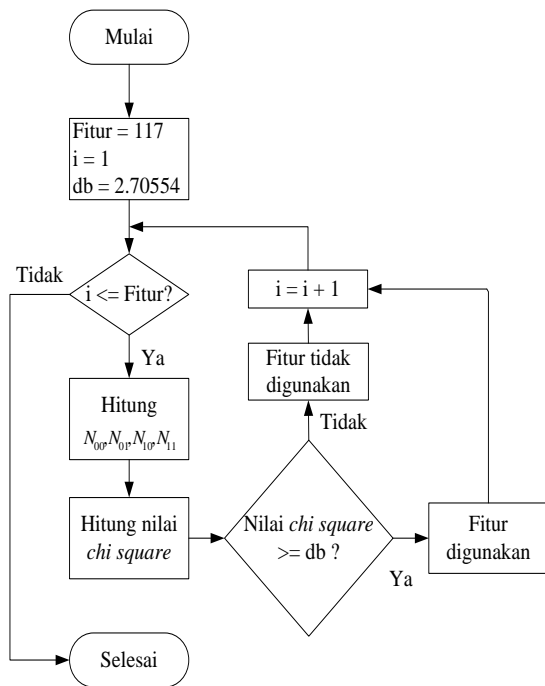 Mulai
Fitur = 117
i = 1
db = 2.70554
Tidak
i <= Fitur?
i = i + 1
Ya
Fitur tidak
digunakan
Hitung
N₀₀,N₀₁,N₁₀,N₁₁
Tidak
Hitung nilai
chi square
Nilai chi square
>= db ?
Fitur
digunakan
Ya
Selesai